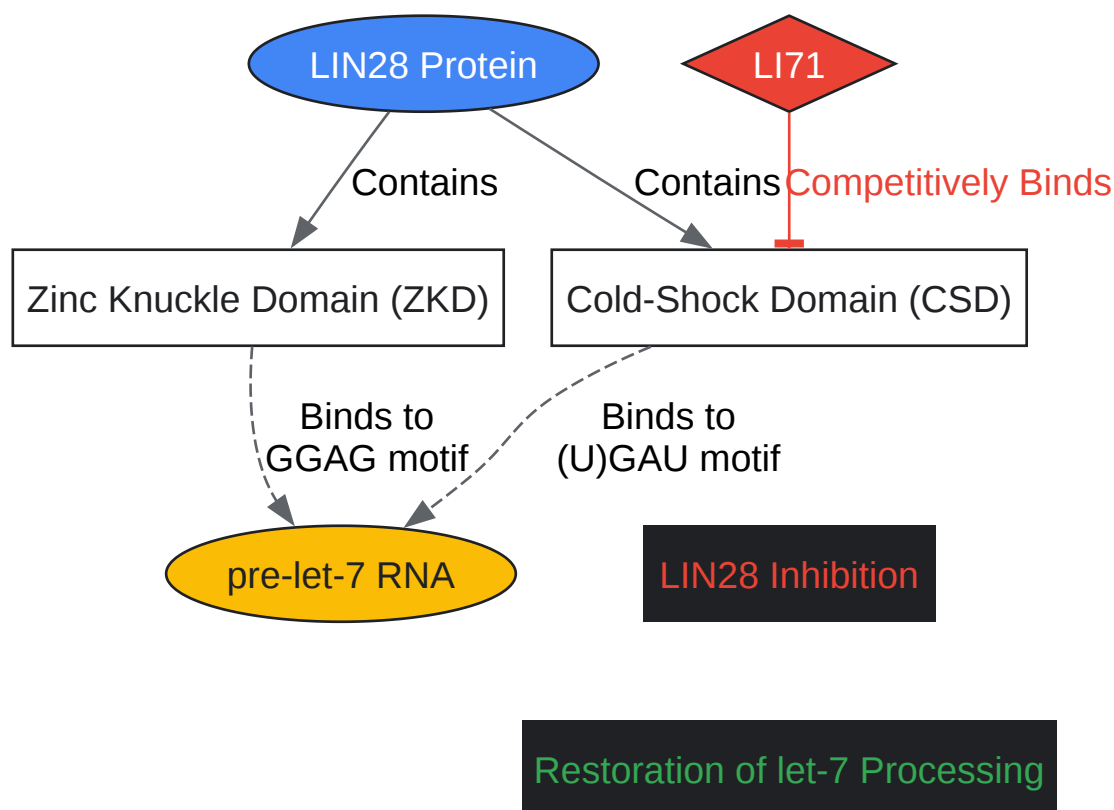 LIN28 Protein
LI71
Contains
Contains
Competitively Binds
Zinc Knuckle Domain (ZKD)
Cold-Shock Domain (CSD)
Binds to
GGAG motif
Binds to
(U)GAU motif
pre-let-7 RNA
LIN28 Inhibition
Restoration of let-7 Processing